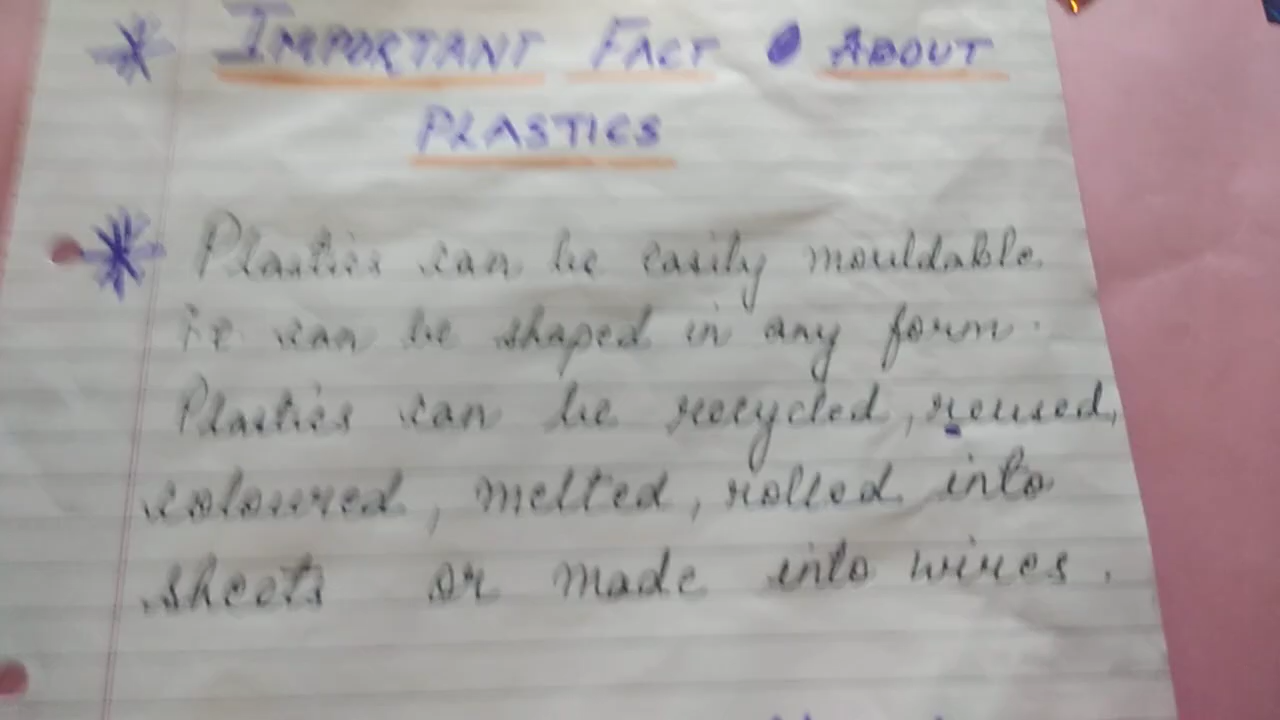 IMPORTANT FACT ABOUT
PLASTICS
Plastics can be easily mouldable
ie can be shaped in any form.
Plastics can be recycled, reused,
coloured, melted, rolled into
sheets or made into wires.